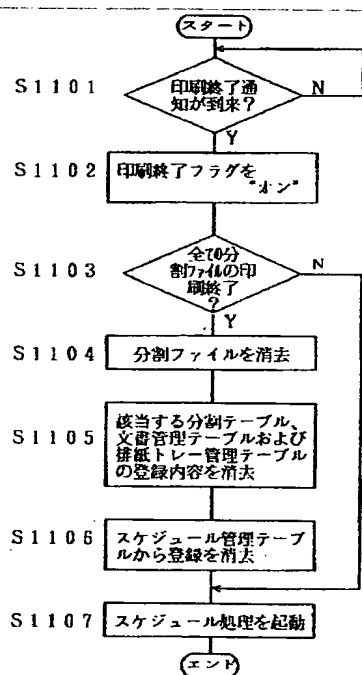 スタート
S1101
印刷終了通
知が到来?
N
Y
S1102
印刷終了フラグを
"オン"
S1103
全ての分
割ファイルの印
刷終了
?
N
Y
S1104
分割ファイルを消去
S1105
該当する分割テーブル、
文書管理テーブルおよび
排紙トレー管理テーブル
の登録内容を消去
S1106
スケジュール管理テー
ブルから登録を消去
S1107
スケジュール処理を起動
エンド